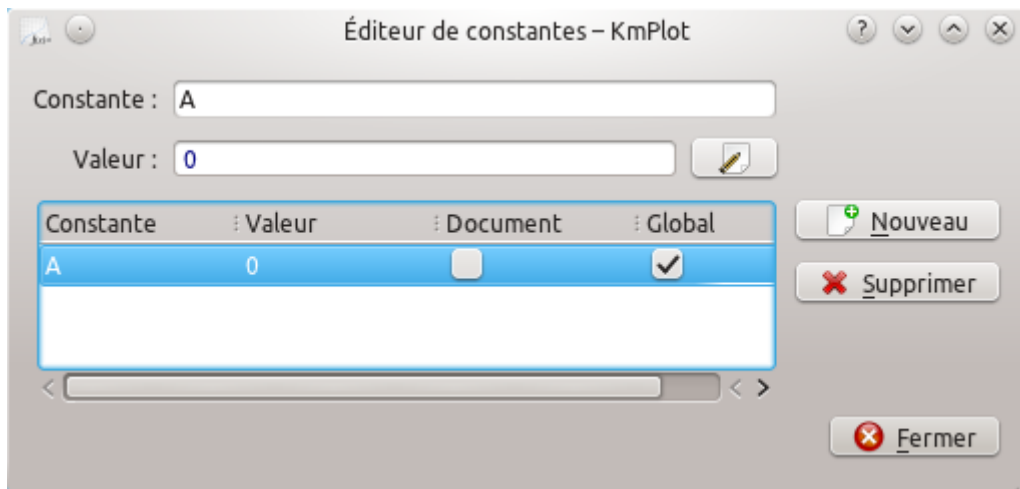 Éditeur de constantes – KmPlot
Constante : A
Valeur : 0
Constante Valeur Document Global
A 0
Nouveau
Supprimer
Fermer